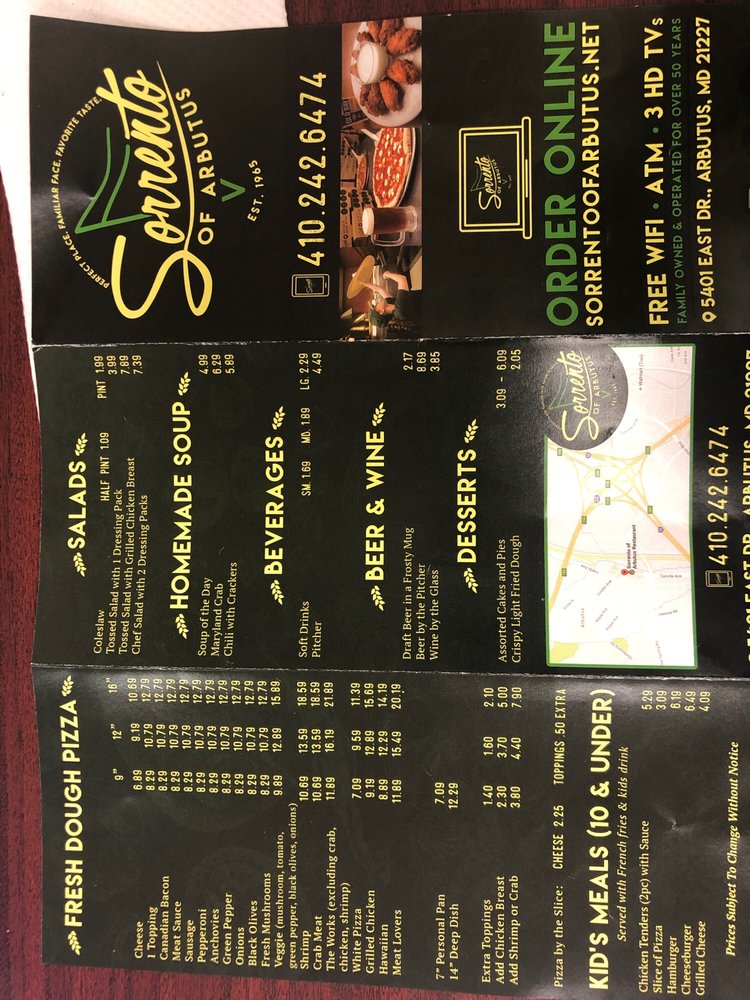 FRESH DOUGH PIZZA
9" 12" 16"
Cheese 6.89 9.19 10.69
1 Topping 8.29 10.79 12.79
Canadian Bacon 8.29 10.79 12.79
Meat Sauce 8.29 10.79 12.79
Sausage 8.29 10.79 12.79
Pepperoni 8.29 10.79 12.79
Anchovies 8.29 10.79 12.79
Green Pepper 8.29 10.79 12.79
Onions 8.29 10.79 12.79
Black Olives 8.29 10.79 12.79
Fresh Mushrooms 8.29 10.79 12.79
Veggie (mushroom, tomato, 9.89 12.89 15.89
green pepper, black olives, onions)
Shrimp 10.69 13.59 18.59
Crab Meat 10.69 13.59 18.59
The Works (excluding crab, 11.89 16.19 21.89
chicken, shrimp)
White Pizza 7.09 9.59 11.39
Grilled Chicken 9.19 12.89 15.69
Hawaiian 8.89 12.29 14.19
Meat Lovers 11.89 15.49 20.19
7" Personal Pan 7.09
14" Deep Dish 12.29
Extra Toppings 1.40 1.60 2.10
Add Chicken Breast 2.30 3.70 5.00
Add Shrimp or Crab 3.80 4.40 7.90
Pizza by the Slice: CHEESE 2.25 TOPPINGS .50 EXTRA
KID'S MEALS (10 & UNDER)
Served with French fries & kids drink
Chicken Tenders (2pc) with Sauce 5.29
Slice of Pizza 3.09
Hamburger 6.19
Cheeseburger 6.49
Grilled Cheese 4.09
Prices Subject To Change Without Notice
SALADS
Coleslaw HALF PINT 1.09 PINT 1.99
Tossed Salad with 1 Dressing Pack 3.99
Tossed Salad with Grilled Chicken Breast 7.89
Chef Salad with 2 Dressing Packs 7.39
HOMEMADE SOUP
Soup of the Day 4.99
Maryland Crab 6.29
Chili with Crackers 5.89
BEVERAGES
Soft Drinks SM. 1.69 MD. 1.89 LG. 2.29
Pitcher 4.49
BEER & WINE
Draft Beer in a Frosty Mug 2.17
Beer by the Pitcher 8.69
Wine by the Glass 3.85
DESSERTS
Assorted Cakes and Pies 3.09 - 6.09
Crispy Light Fried Dough 2.05
Sorrento
OF ARBUTUS
Sorrento of
Arbutus Restaurant
410.242.6474
PERFECT PLACE. FAMILIAR FACE. FAVORITE TASTE.
Sorrento
OF ARBUTUS
EST. 1965
410.242.6474
Sorrento
OF ARBUTUS
ORDER ONLINE
SORRENTOOFARBUTUS.NET
FREE WIFI • ATM • 3 HD TVs
FAMILY OWNED & OPERATED FOR OVER 50 YEARS
5401 EAST DR., ARBUTUS, MD 21227